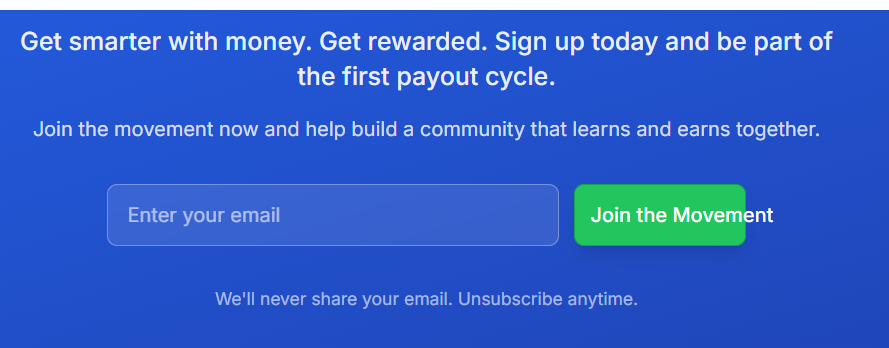 Get smarter with money. Get rewarded. Sign up today and be part of
the first payout cycle.
Join the movement now and help build a community that learns and earns together.
Enter your email
Join the Movement
We'll never share your email. Unsubscribe anytime.